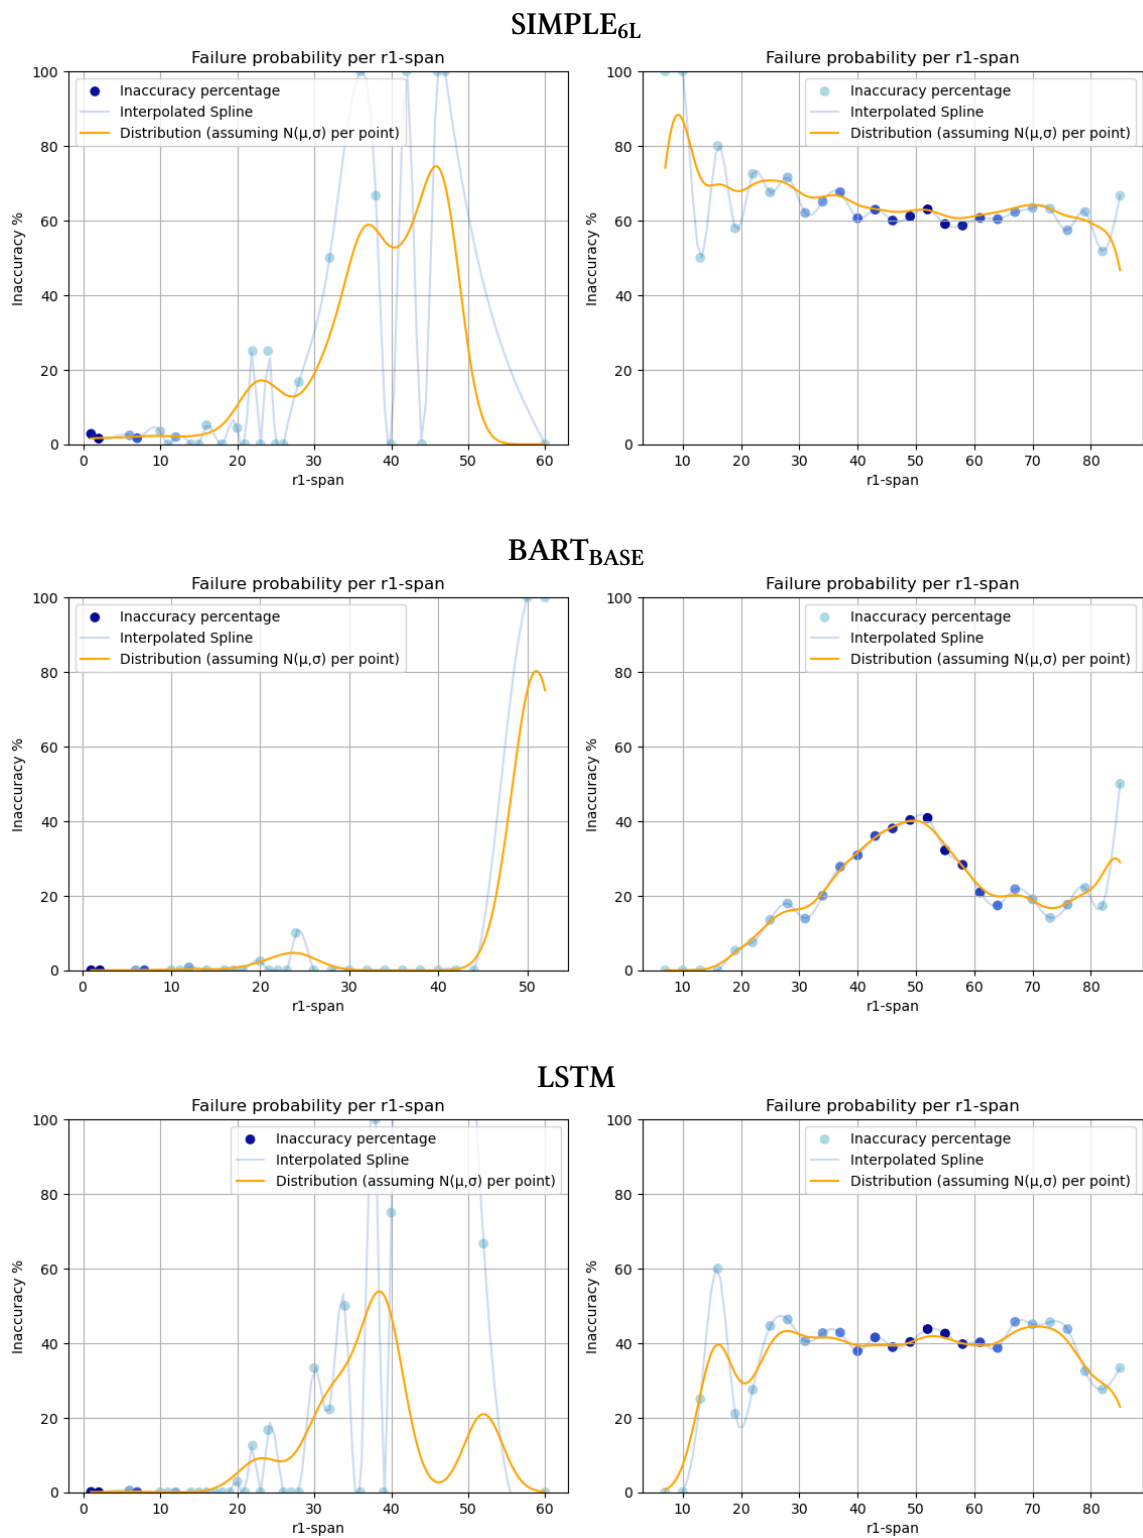 SIMPLE6L
Failure probability per r1-span
Inaccuracy percentage
Interpolated Spline
Distribution (assuming N(μ,σ) per point)
Inaccuracy %
100
80
60
40
20
0
0 10 20 30 40 50 60
r1-span
Failure probability per r1-span
Inaccuracy percentage
Interpolated Spline
Distribution (assuming N(μ,σ) per point)
Inaccuracy %
100
80
60
40
20
0
10 20 30 40 50 60 70 80
r1-span
BARTBASE
Failure probability per r1-span
Inaccuracy percentage
Interpolated Spline
Distribution (assuming N(μ,σ) per point)
Inaccuracy %
100
80
60
40
20
0
0 10 20 30 40 50
r1-span
Failure probability per r1-span
Inaccuracy percentage
Interpolated Spline
Distribution (assuming N(μ,σ) per point)
Inaccuracy %
100
80
60
40
20
0
10 20 30 40 50 60 70 80
r1-span
LSTM
Failure probability per r1-span
Inaccuracy percentage
Interpolated Spline
Distribution (assuming N(μ,σ) per point)
Inaccuracy %
100
80
60
40
20
0
0 10 20 30 40 50 60
r1-span
Failure probability per r1-span
Inaccuracy percentage
Interpolated Spline
Distribution (assuming N(μ,σ) per point)
Inaccuracy %
100
80
60
40
20
0
10 20 30 40 50 60 70 80
r1-span